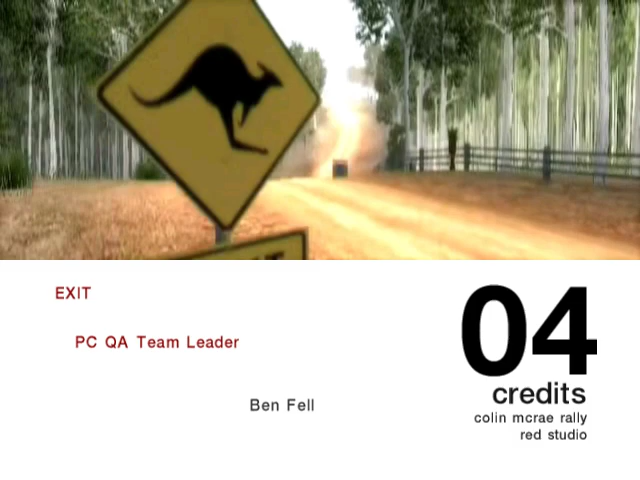 EXIT
PC QA Team Leader
Ben Fell
04
credits
colin mcrae rally
red studio